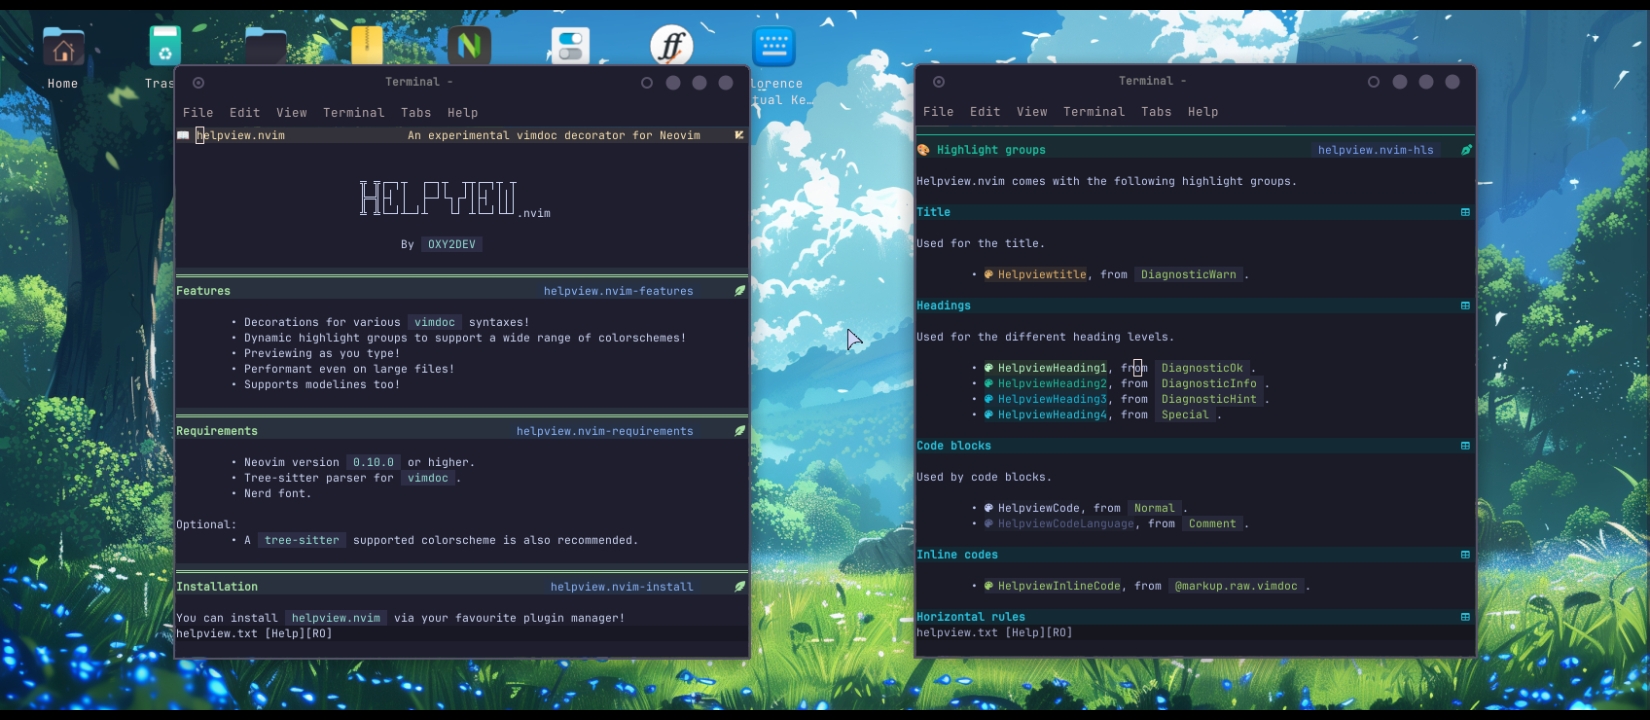 Home
Tras
lorence
tual Ke...
Terminal -
File Edit View Terminal Tabs Help
helpview.nvim An experimental vimdoc decorator for Neovim
HELPVIEW.nvim
By OXY2DEV
Features helpview.nvim-features
• Decorations for various vimdoc syntaxes!
• Dynamic highlight groups to support a wide range of colorschemes!
• Previewing as you type!
• Performant even on large files!
• Supports modelines too!
Requirements helpview.nvim-requirements
• Neovim version 0.10.0 or higher.
• Tree-sitter parser for vimdoc .
• Nerd font.
Optional:
• A tree-sitter supported colorscheme is also recommended.
Installation helpview.nvim-install
You can install helpview.nvim via your favourite plugin manager!
helpview.txt [Help][RO]
Terminal -
File Edit View Terminal Tabs Help
Highlight groups helpview.nvim-hls
Helpview.nvim comes with the following highlight groups.
Title
Used for the title.
• Helpviewtitle, from DiagnosticWarn .
Headings
Used for the different heading levels.
• HelpviewHeading1, from DiagnosticOk .
• HelpviewHeading2, from DiagnosticInfo .
• HelpviewHeading3, from DiagnosticHint .
• HelpviewHeading4, from Special .
Code blocks
Used by code blocks.
• HelpviewCode, from Normal .
• HelpviewCodeLanguage, from Comment .
Inline codes
• HelpviewInlineCode, from @markup.raw.vimdoc .
Horizontal rules
helpview.txt [Help][RO]